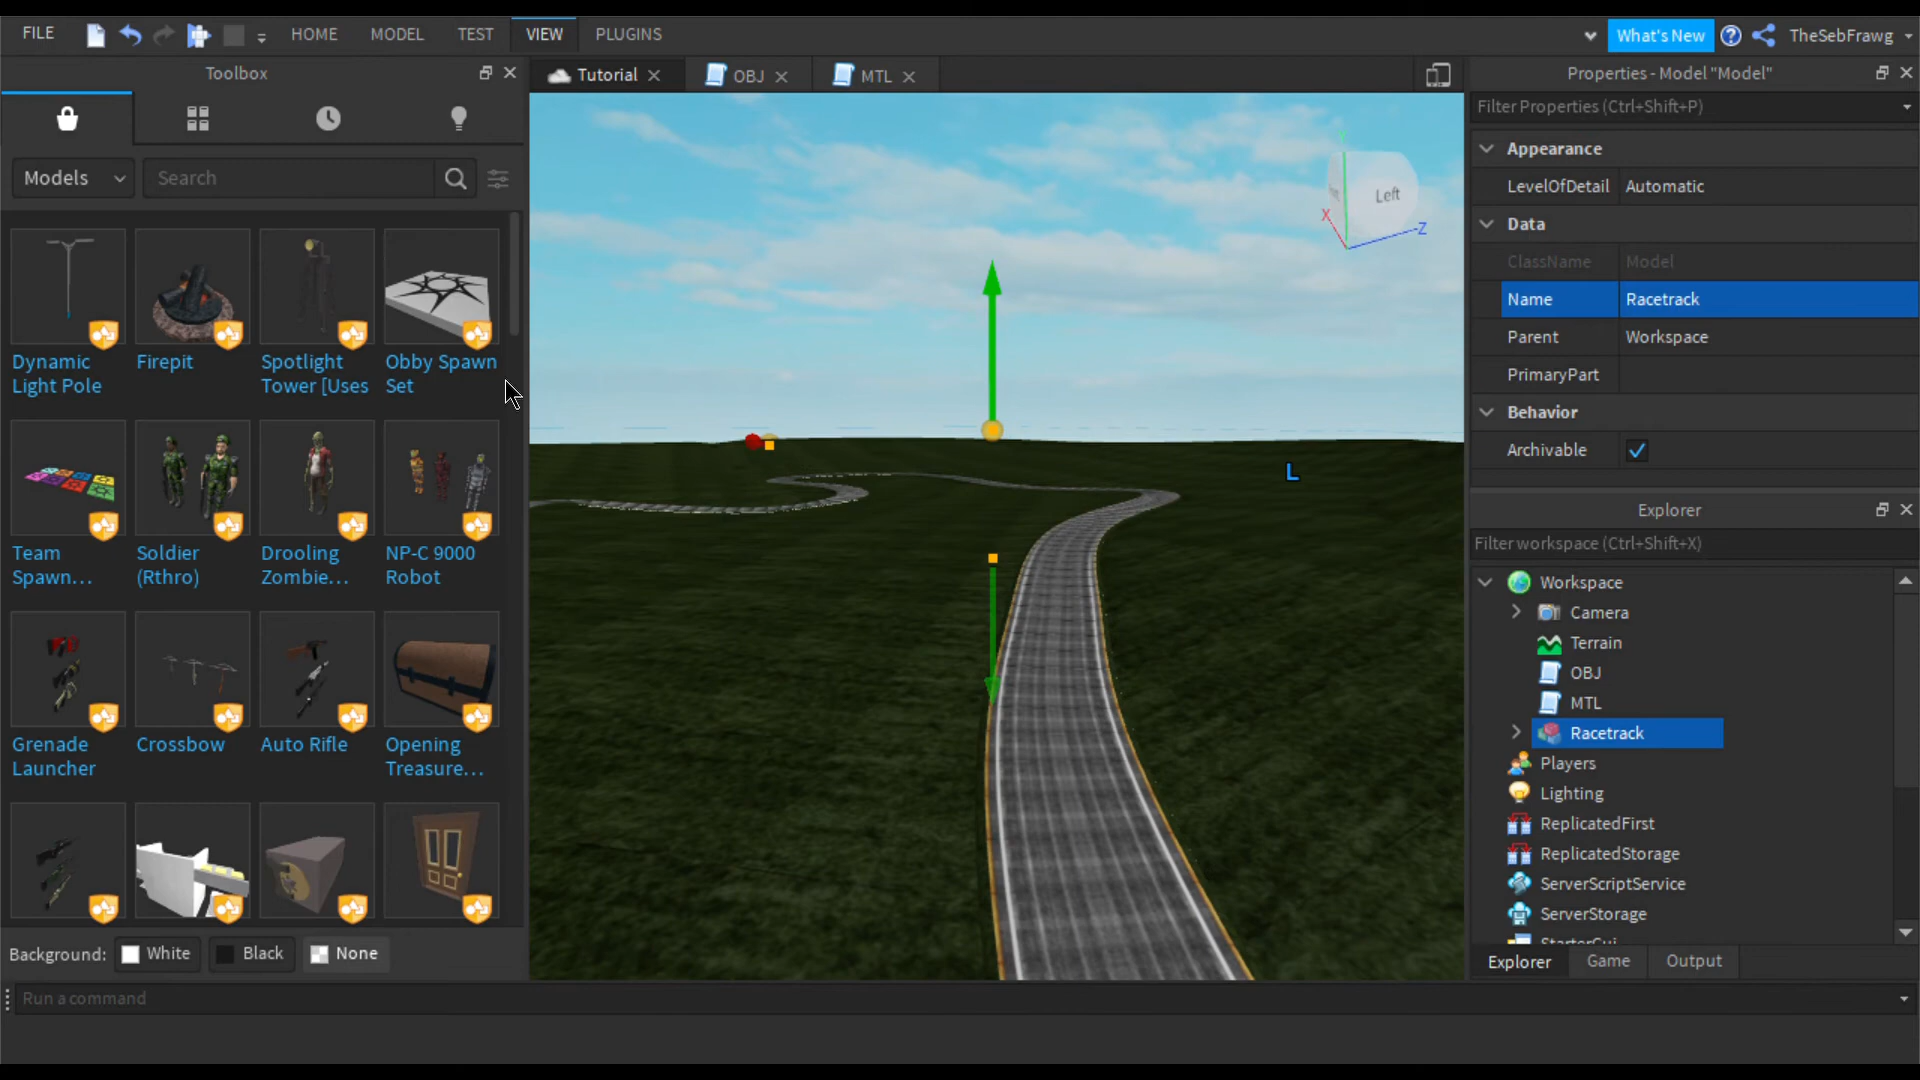 FILE
HOME
MODEL
TEST
VIEW
PLUGINS
What's New
TheSebFrawg
Toolbox
Models
Search
Dynamic
Light Pole
Firepit
Spotlight
Tower [Uses
Obby Spawn
Set
Team
Spawn...
Soldier
(Rthro)
Drooling
Zombie...
NP-C 9000
Robot
Grenade
Launcher
Crossbow
Auto Rifle
Opening
Treasure...
Background:
White
Black
None
Run a command
Tutorial
OBJ
MTL
Left
X
-Z
L
Properties - Model "Model"
Filter Properties (Ctrl+Shift+P)
Appearance
LevelOfDetail Automatic
Data
ClassName Model
Name Racetrack
Parent Workspace
PrimaryPart
Behavior
Archivable
Explorer
Filter workspace (Ctrl+Shift+X)
Workspace
Camera
Terrain
OBJ
MTL
Racetrack
Players
Lighting
ReplicatedFirst
ReplicatedStorage
ServerScriptService
ServerStorage
StarterGui
Explorer
Game
Output